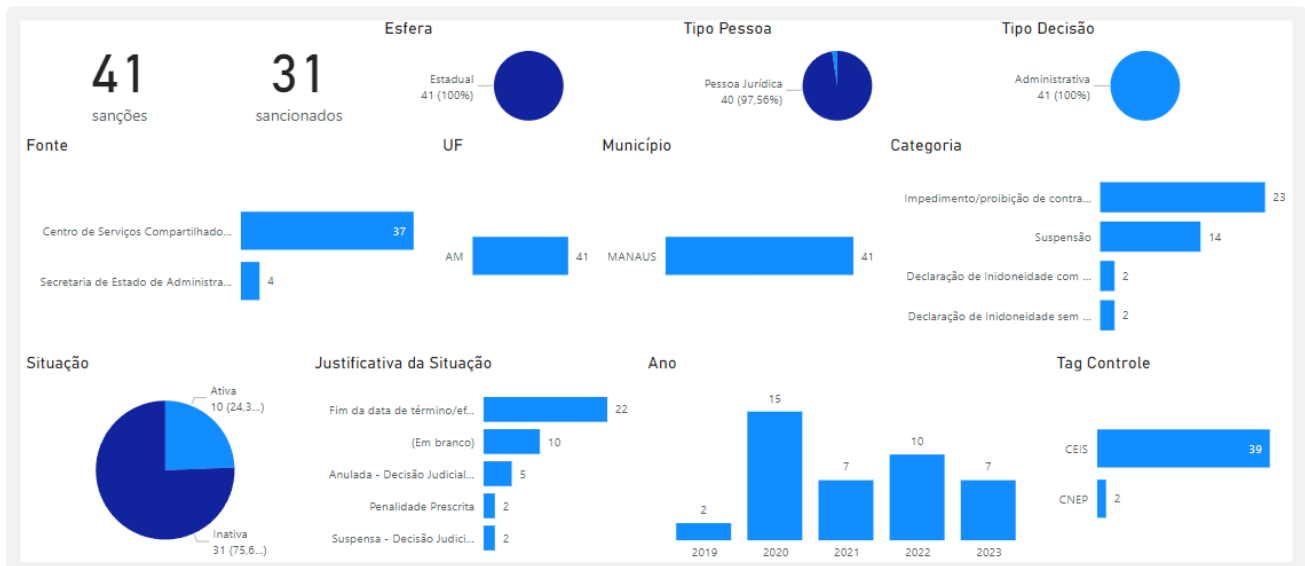 41
sanções
31
sancionados
Esfera
Estadual
41 (100%)
Tipo Pessoa
Pessoa Jurídica
40 (97,56%)
Tipo Decisão
Administrativa
41 (100%)
Fonte
Centro de Serviços Compartilhado...
37
Secretaria de Estado de Administra...
4
UF
AM
41
Município
MANAUS
41
Categoria
Impedimento/proibição de contra...
23
Suspensão
14
Declaração de Inidoneidade com ...
2
Declaração de Inidoneidade sem ...
2
Situação
Ativa
10 (24,3...)
Inativa
31 (75,6...)
Justificativa da Situação
Fim da data de término/ef...
22
(Em branco)
10
Anulada - Decisão Judicial...
5
Penalidade Prescrita
2
Suspensa - Decisão Judici...
2
Ano
2
15
7
10
7
2019
2020
2021
2022
2023
Tag Controle
CEIS
39
CNEP
2